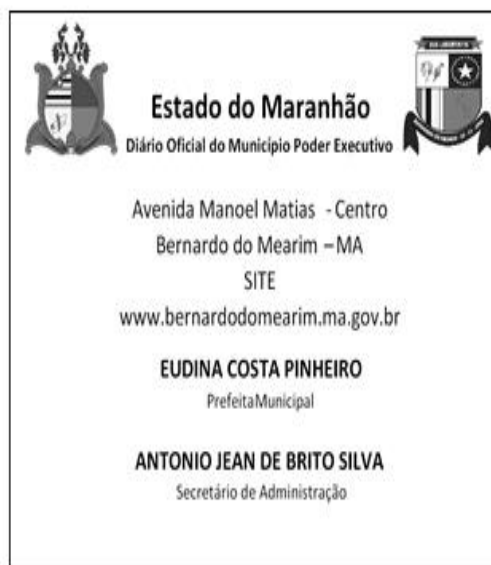 Estado do Maranhão
Diário Oficial do Município Poder Executivo
Avenida Manoel Matias - Centro
Bernardo do Mearim – MA
SITE
www.bernardodomearim.ma.gov.br
EUDINA COSTA PINHEIRO
PrefeitaMunicipal
ANTONIO JEAN DE BRITO SILVA
Secretário de Administração